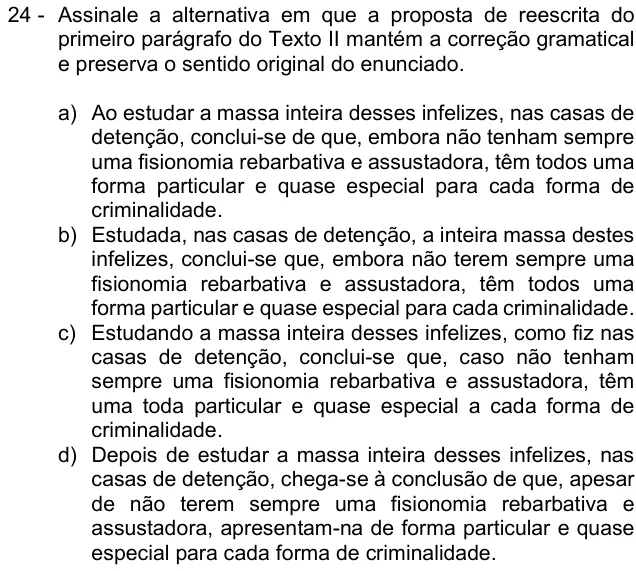 24 - Assinale a alternativa em que a proposta de reescrita do
primeiro parágrafo do Texto II mantém a correção gramatical
e preserva o sentido original do enunciado.
a) Ao estudar a massa inteira desses infelizes, nas casas de
detenção, conclui-se de que, embora não tenham sempre
uma fisionomia rebarbativa e assustadora, têm todos uma
forma particular e quase especial para cada forma de
criminalidade.
b) Estudada, nas casas de detenção, a inteira massa destes
infelizes, conclui-se que, embora não terem sempre uma
fisionomia rebarbativa e assustadora, têm todos uma
forma particular e quase especial para cada criminalidade.
c) Estudando a massa inteira desses infelizes, como fiz nas
casas de detenção, conclui-se que, caso não tenham
sempre uma fisionomia rebarbativa e assustadora, têm
uma toda particular e quase especial a cada forma de
criminalidade.
d) Depois de estudar a massa inteira desses infelizes, nas
casas de detenção, chega-se à conclusão de que, apesar
de não terem sempre uma fisionomia rebarbativa e
assustadora, apresentam-na de forma particular e quase
especial para cada forma de criminalidade.